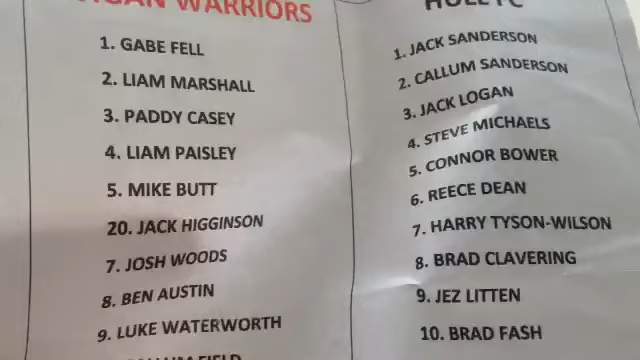 WARRIORS
1. GABE FELL
2. LIAM MARSHALL
3. PADDY CASEY
4. LIAM PAISLEY
5. MIKE BUTT
20. JACK HIGGINSON
7. JOSH WOODS
8. BEN AUSTIN
9. LUKE WATERWORTH
FIELD
HULL FC
1. JACK SANDERSON
2. CALLUM SANDERSON
3. JACK LOGAN
4. STEVE MICHAELS
5. CONNOR BOWER
6. REECE DEAN
7. HARRY TYSON-WILSON
8. BRAD CLAVERING
9. JEZ LITTEN
10. BRAD FASH